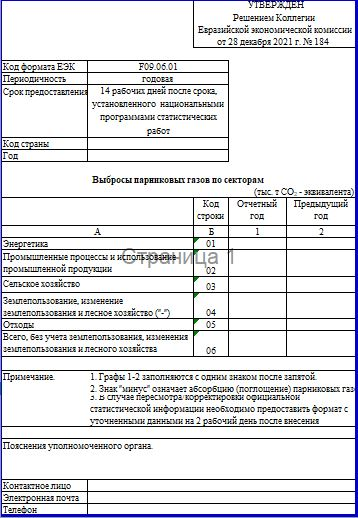 УТВЕРЖДЕН
Решением Коллегии
Евразийской экономической комиссии
от 28 декабря 2021 г. № 184
Код формата ЕЭК F09.06.01
Периодичность годовая
Срок предоставления 14 рабочих дней после срока,
установленного национальными
программами статистических
работ
Код страны
Год
Выбросы парниковых газов по секторам
(тыс. т CO2 - эквивалента)
Код строки Отчетный год Предыдущий год
А Б 1 2
Энергетика 01
Промышленные процессы и использование
промышленной продукции 02
Страница 1
Сельское хозяйство 03
Землепользование, изменение
землепользования и лесное хозяйство ("-") 04
Отходы 05
Всего, без учета землепользования, изменения
землепользования и лесного хозяйства 06
Примечание. 1. Графы 1-2 заполняются с одним знаком после запятой.
2. Знак "минус" означает абсорбцию (поглощение) парниковых газо
3. В случае пересмотра/корректировки официальной
статистической информации необходимо предоставить формат с
уточненными данными на 2 рабочий день после внесения
Пояснения уполномоченного органа.
Контактное лицо
Электронная почта
Телефон